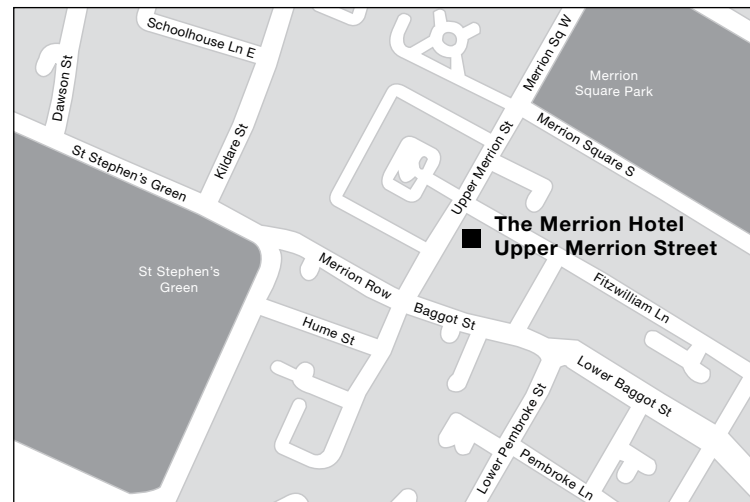 Schoolhouse Ln E
Dawson St
Kildare St
St Stephen's Green
Merrion Sq W
Merrion
Square Park
Merrion Square S
Upper Merrion St
The Merrion Hotel
Upper Merrion Street
St Stephen's
Green
Merrion Row
Fitzwilliam Ln
Baggot St
Hume St
Lower Baggot St
Lower Pembroke St
Pembroke Ln